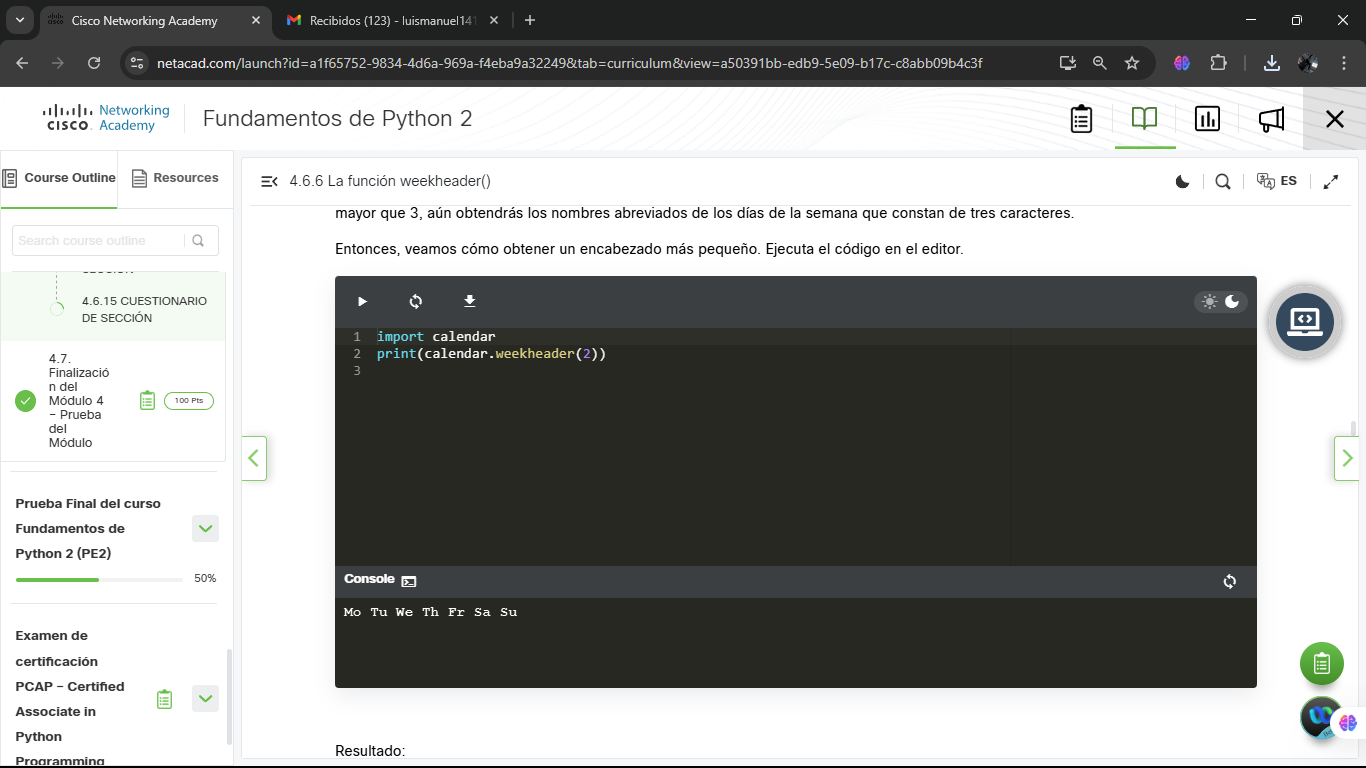 Cisco Networking Academy
Recibidos (123) - luismanuel141
netacad.com/launch?id=a1f65752-9834-4d6a-969a-f4eba9a32249&tab=curriculum&view=a50391bb-edb9-5e09-b17c-c8abb09b4c3f
CISCO
Networking
Academy
Fundamentos de Python 2
Course Outline
Resources
Search course outline
4.6.15 CUESTIONARIO
DE SECCIÓN
4.7.
Finalizació
n del
Módulo 4
– Prueba
del
Módulo
100 Pts
Prueba Final del curso
Fundamentos de
Python 2 (PE2)
50%
Examen de
certificación
PCAP – Certified
Associate in
Python
Programming
4.6.6 La función weekheader()
ES
mayor que 3, aún obtendrás los nombres abreviados de los días de la semana que constan de tres caracteres.
Entonces, veamos cómo obtener un encabezado más pequeño. Ejecuta el código en el editor.
1 import calendar
2 print(calendar.weekheader(2))
3
Console
Mo Tu We Th Fr Sa Su
Resultado: